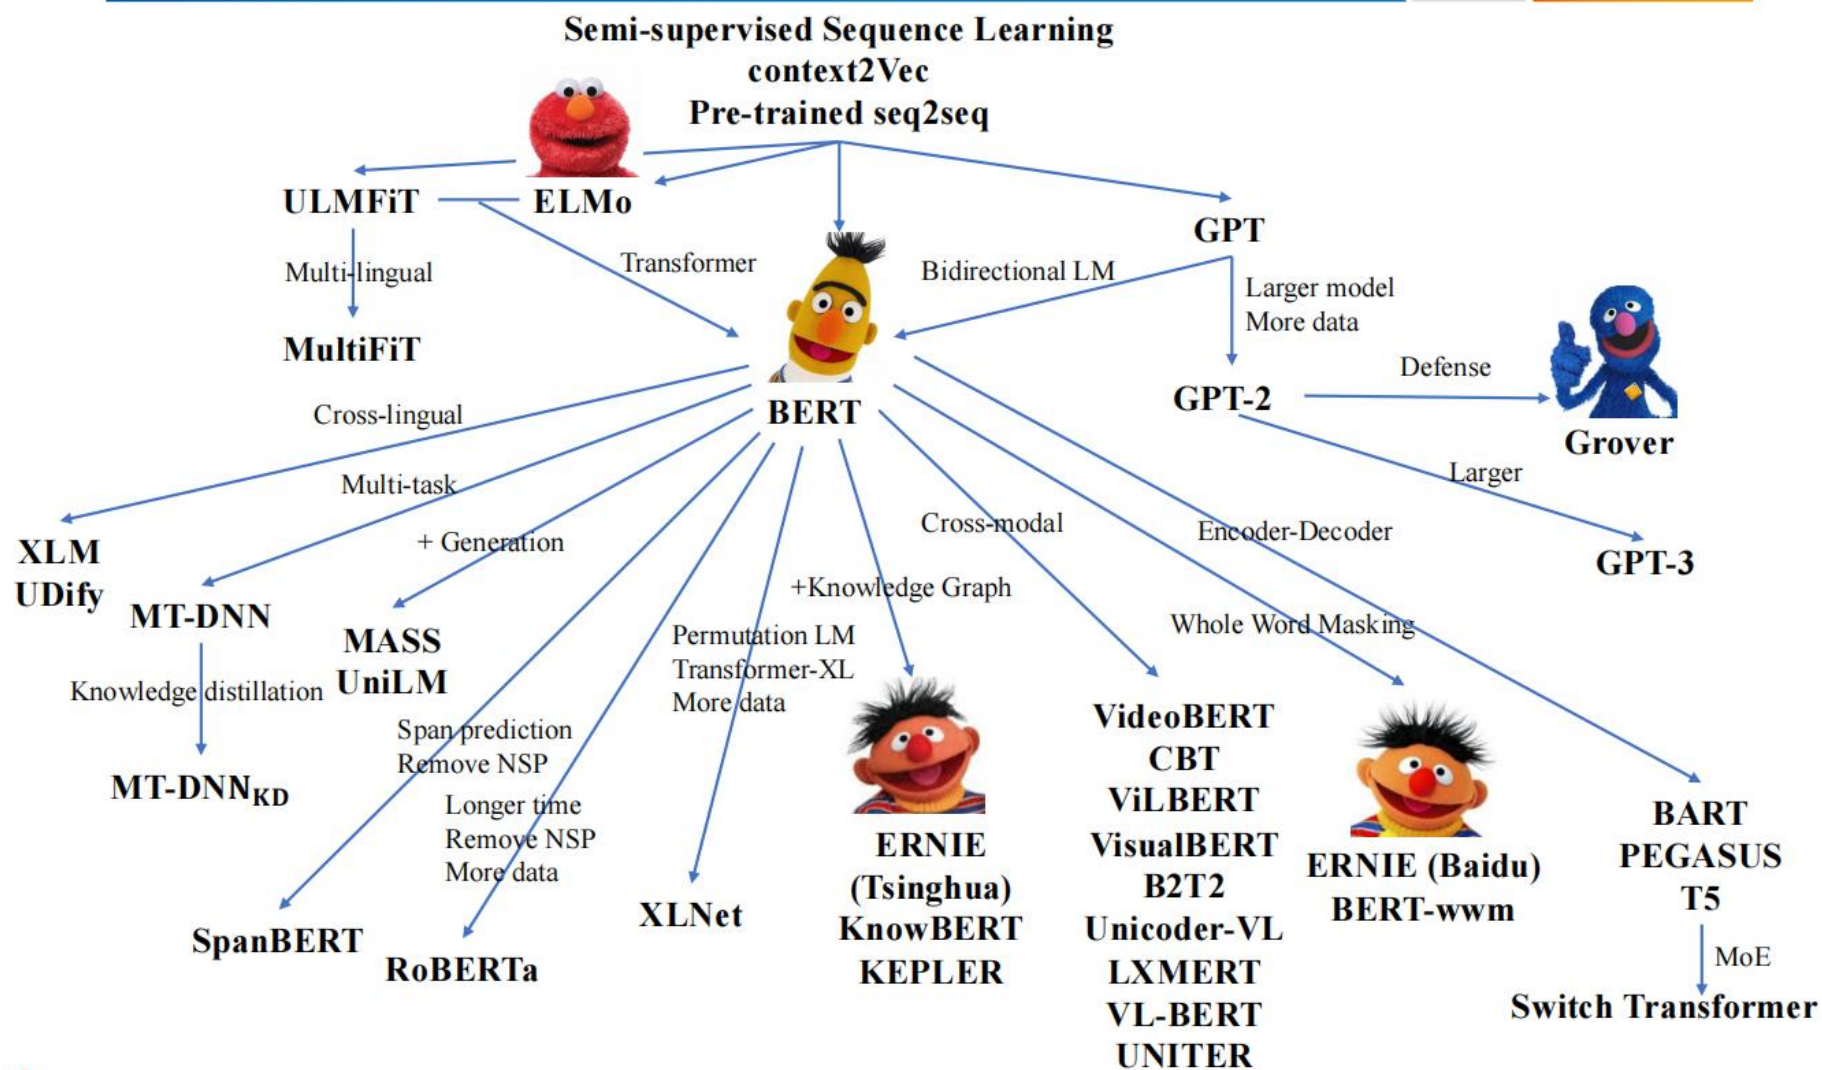 Semi-supervised Sequence Learning
context2Vec
Pre-trained seq2seq
ULMFiT
ELMo
GPT
Multi-lingual
Transformer
Bidirectional LM
Larger model
More data
MultiFiT
BERT
GPT-2
Defense
Grover
Cross-lingual
Multi-task
+ Generation
Larger
Cross-modal
Encoder-Decoder
GPT-3
XLM
UDify
MT-DNN
MASS
UniLM
+Knowledge Graph
Whole Word Masking
Permutation LM
Transformer-XL
More data
Knowledge distillation
MT-DNNKD
Span prediction
Remove NSP
Longer time
Remove NSP
More data
SpanBERT
RoBERTa
XLNet
ERNIE
(Tsinghua)
KnowBERT
KEPLER
VideoBERT
CBT
ViLBERT
VisualBERT
B2T2
Unicoder-VL
LXMERT
VL-BERT
UNITER
ERNIE (Baidu)
BERT-wwm
BART
PEGASUS
T5
MoE
Switch Transformer